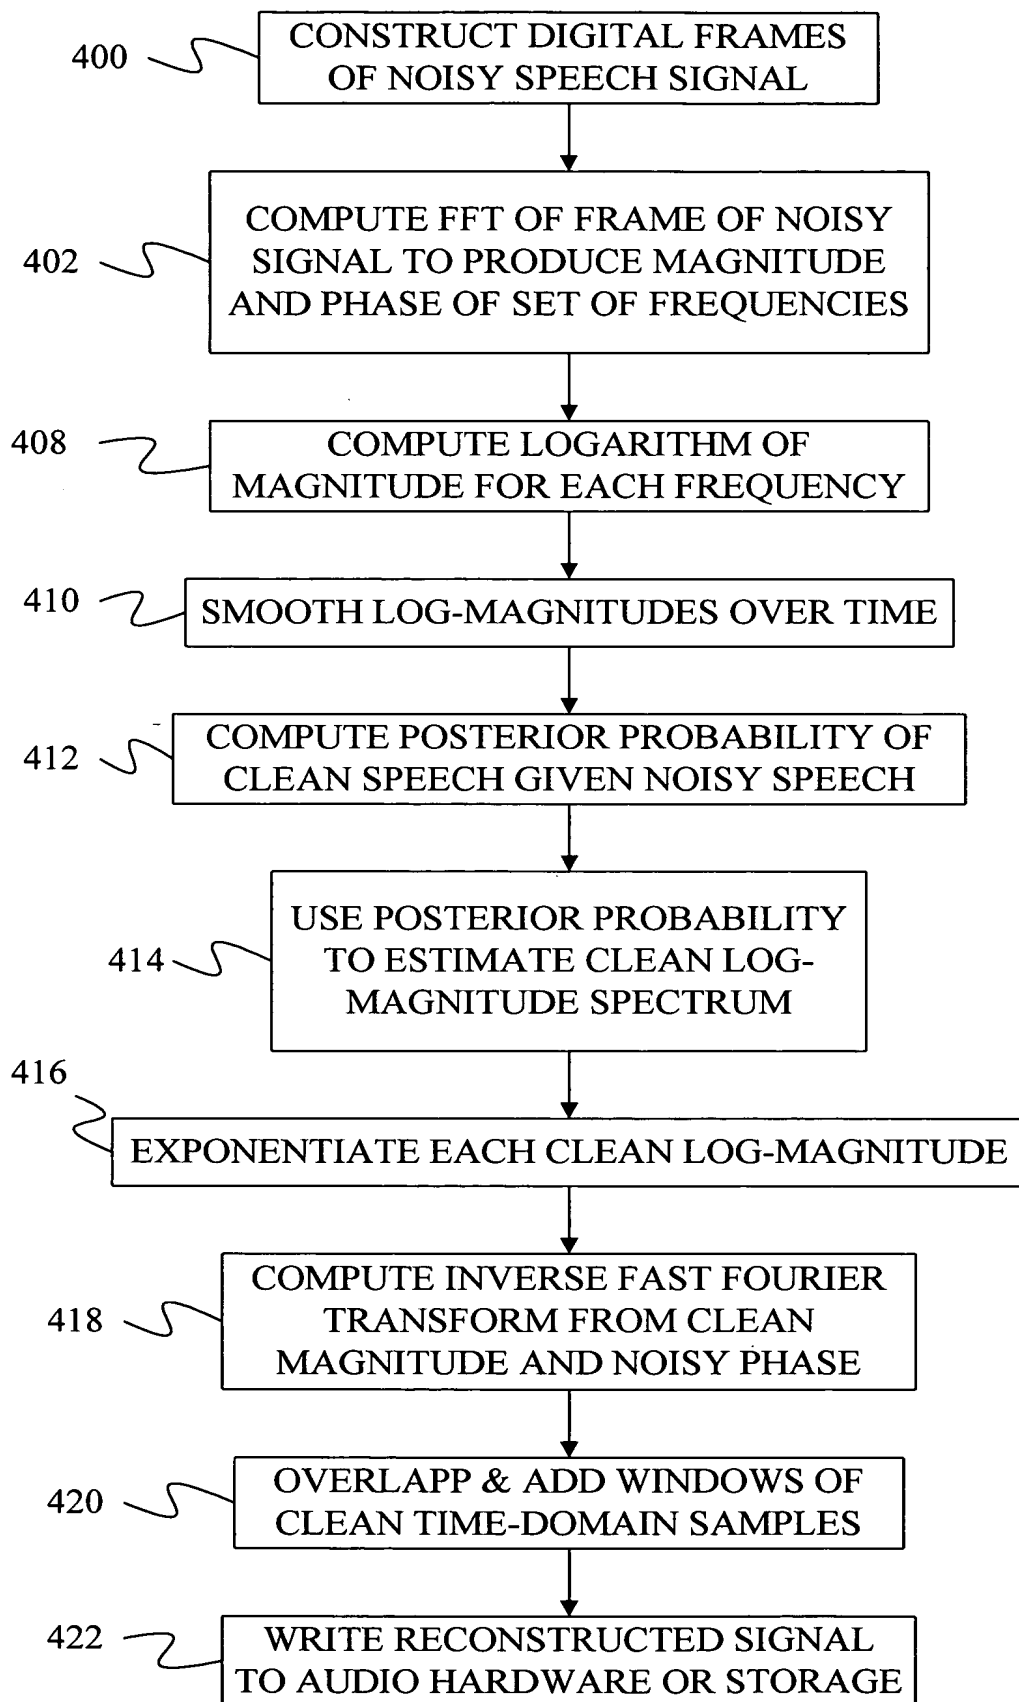 400
CONSTRUCT DIGITAL FRAMES
OF NOISY SPEECH SIGNAL
402
COMPUTE FFT OF FRAME OF NOISY
SIGNAL TO PRODUCE MAGNITUDE
AND PHASE OF SET OF FREQUENCIES
408
COMPUTE LOGARITHM OF
MAGNITUDE FOR EACH FREQUENCY
410
SMOOTH LOG-MAGNITUDES OVER TIME
412
COMPUTE POSTERIOR PROBABILITY OF
CLEAN SPEECH GIVEN NOISY SPEECH
414
USE POSTERIOR PROBABILITY
TO ESTIMATE CLEAN LOG-
MAGNITUDE SPECTRUM
416
EXPONENTIATE EACH CLEAN LOG-MAGNITUDE
418
COMPUTE INVERSE FAST FOURIER
TRANSFORM FROM CLEAN
MAGNITUDE AND NOISY PHASE
420
OVERLAPP & ADD WINDOWS OF
CLEAN TIME-DOMAIN SAMPLES
422
WRITE RECONSTRUCTED SIGNAL
TO AUDIO HARDWARE OR STORAGE